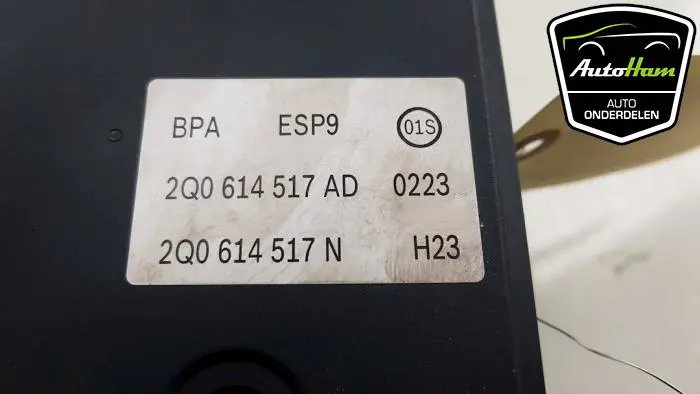 BPA ESP9 01S
2Q0 614 517 AD 0223
2Q0 614 517 N H23
AutoHam
AUTO
ONDERDELEN